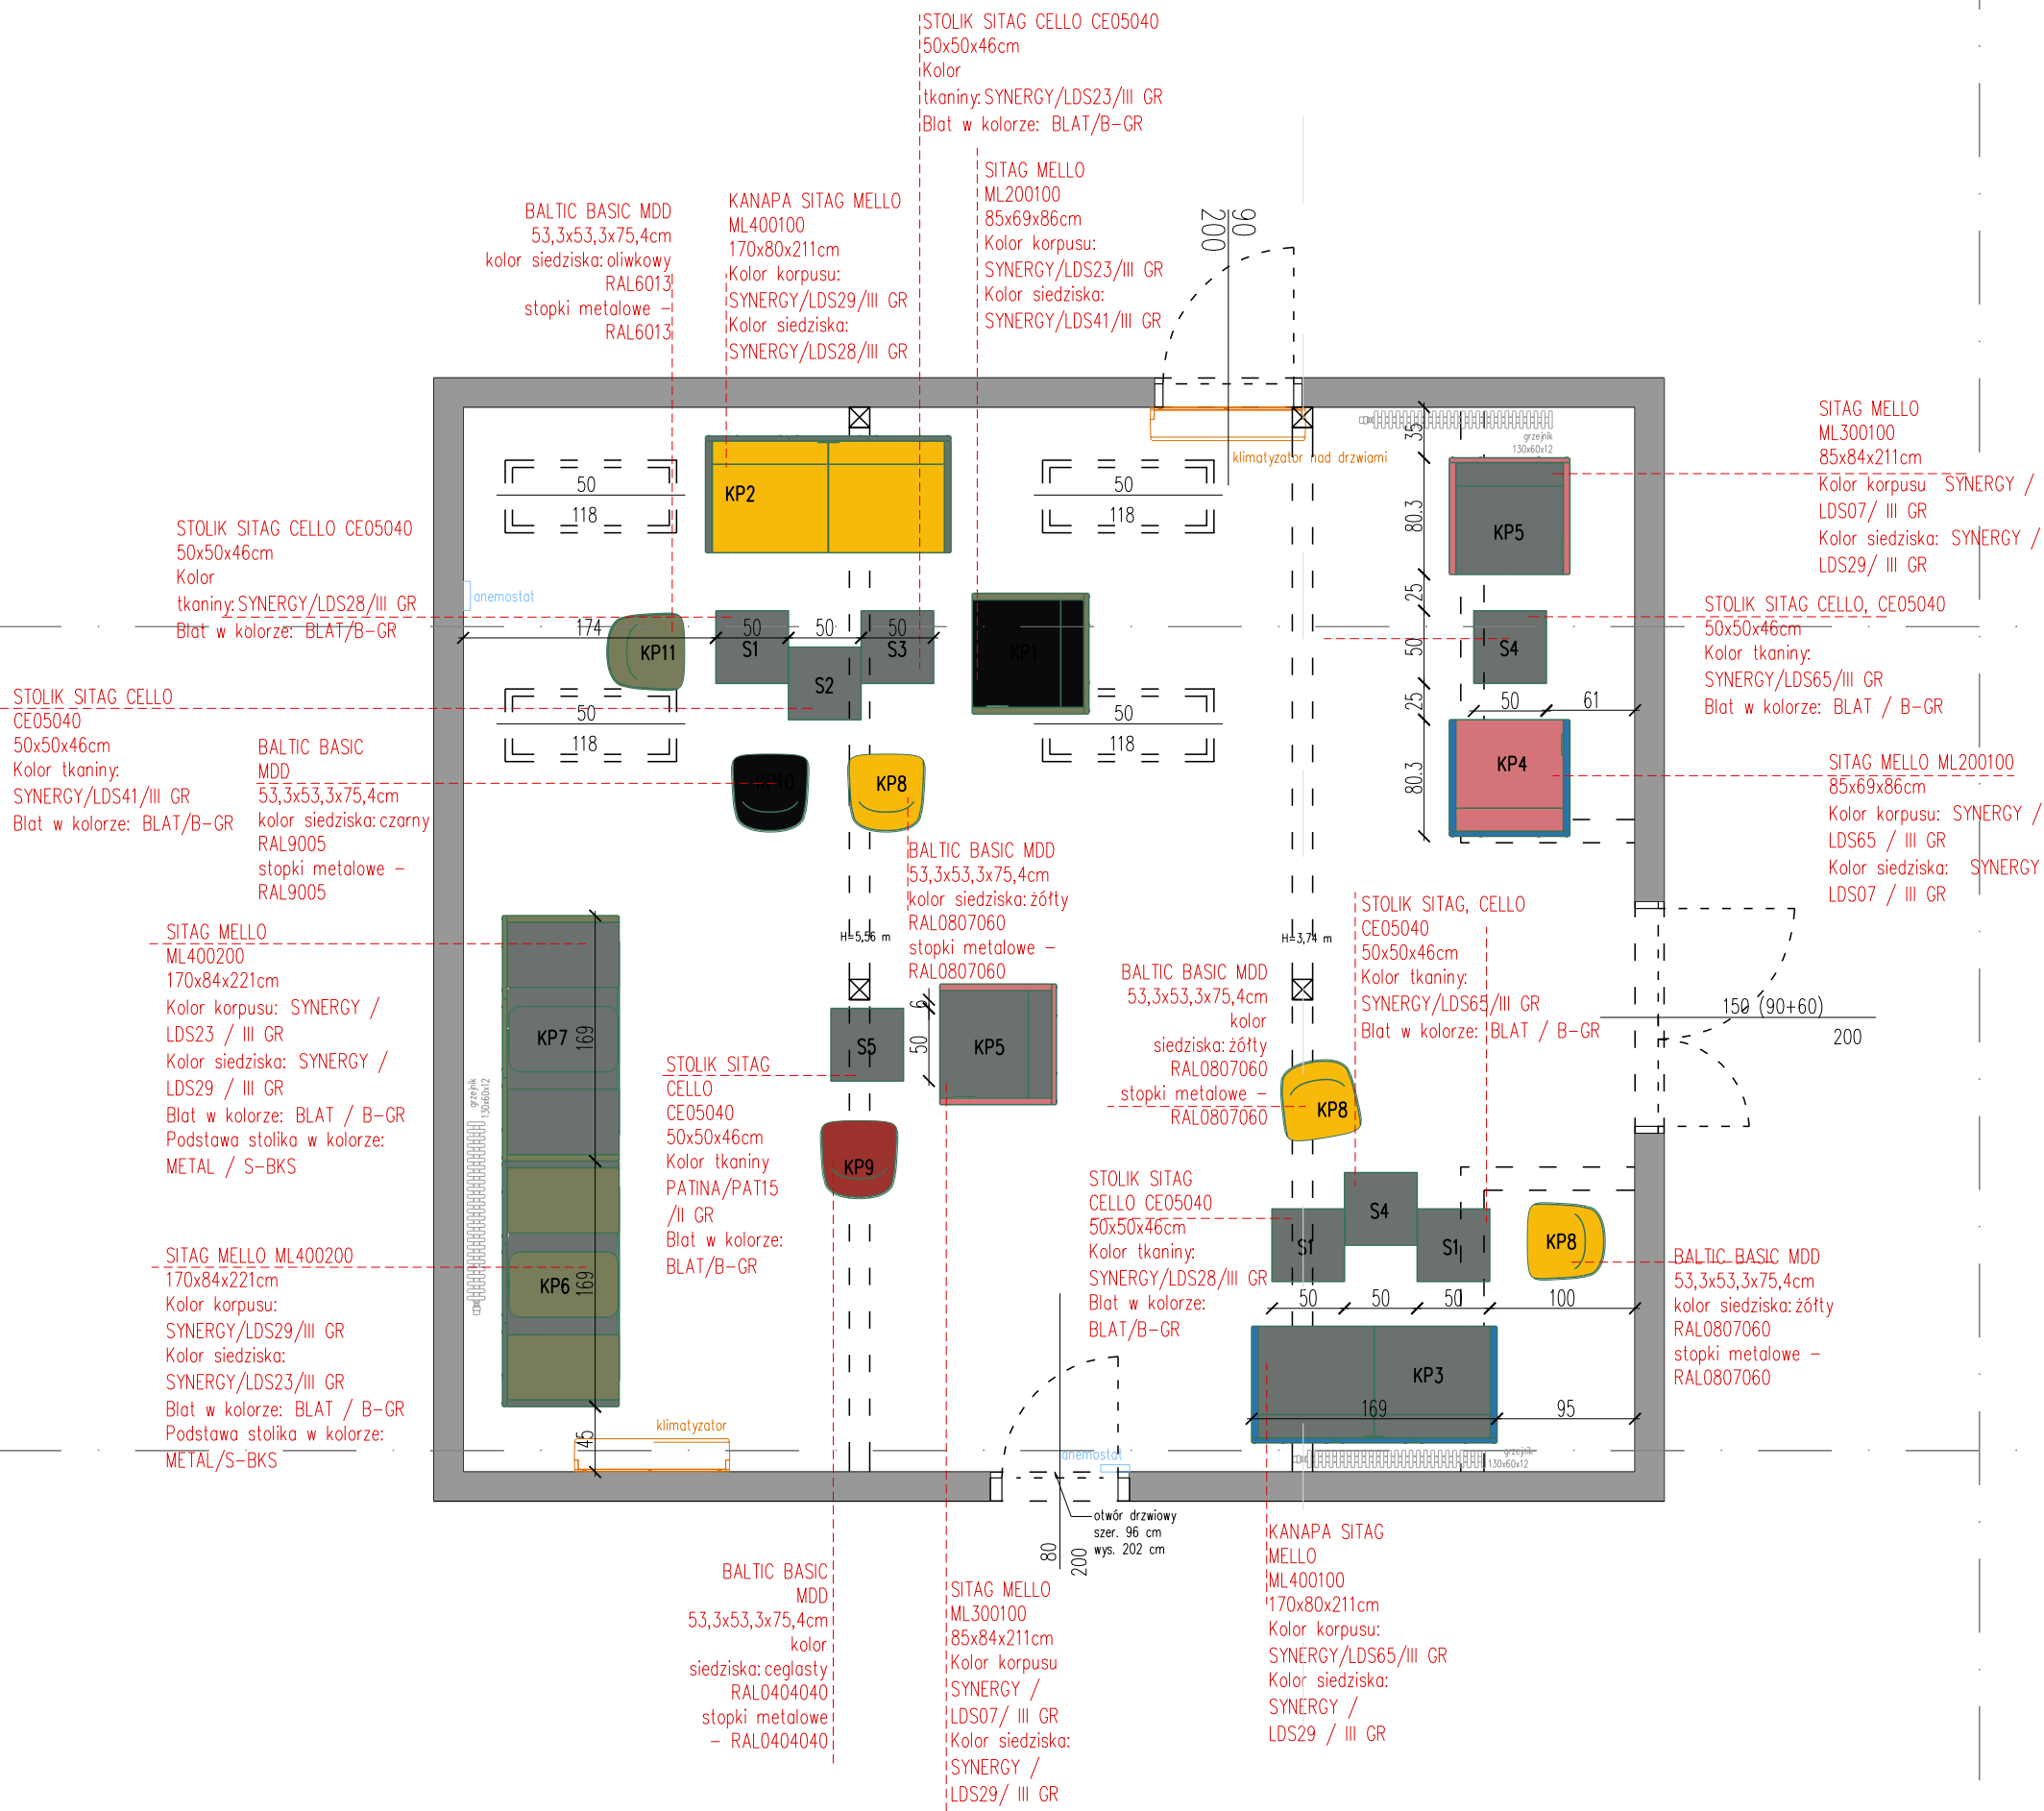 STOLIK SITAG CELLO CE05040
50x50x46cm
Kolor
tkaniny: SYNERGY/LDS23/III GR
Blat w kolorze: BLAT/B-GR
SITAG MELLO
ML200100
85x69x86cm
Kolor korpusu:
SYNERGY/LDS23/III GR
Kolor siedziska:
SYNERGY/LDS41/III GR
KANAPA SITAG MELLO
ML400100
170x80x211cm
Kolor korpusu:
SYNERGY/LDS29/III GR
Kolor siedziska:
SYNERGY/LDS28/III GR
BALTIC BASIC MDD
53,3x53,3x75,4cm
kolor siedziska: oliwkowy
RAL6013
stopki metalowe -
RAL6013
90
200
klimatyzator nad drzwiami
grzejnik
130x60x12
SITAG MELLO
ML300100
85x84x211cm
Kolor korpusu SYNERGY /
LDS07/ III GR
Kolor siedziska: SYNERGY /
LDS29/ III GR
STOLIK SITAG CELLO CE05040
50x50x46cm
Kolor
tkaniny: SYNERGY/LDS28/III GR
Blat w kolorze: BLAT/B-GR
50
118
KP2
50
118
35
80.3
25
50
25
80.3
KP5
anemostat
174
50
50
50
KP11
S1
S2
S3
KP1
S4
50
61
KP4
50
118
50
118
STOLIK SITAG CELLO, CE05040
50x50x46cm
Kolor tkaniny:
SYNERGY/LDS65/III GR
Blat w kolorze: BLAT / B-GR
SITAG MELLO ML200100
85x69x86cm
Kolor korpusu: SYNERGY /
LDS65 / III GR
Kolor siedziska: SYNERGY
LDS07 / III GR
STOLIK SITAG CELLO
CE05040
50x50x46cm
Kolor tkaniny:
SYNERGY/LDS41/III GR
Blat w kolorze: BLAT/B-GR
BALTIC BASIC
MDD
53,3x53,3x75,4cm
kolor siedziska: czarny
RAL9005
stopki metalowe -
RAL9005
KP10
KP8
BALTIC BASIC MDD
53,3x53,3x75,4cm
kolor siedziska: żółty
RAL0807060
stopki metalowe -
RAL0807060
H=5,56 m
H=3,74 m
SITAG MELLO
ML400200
170x84x221cm
Kolor korpusu: SYNERGY /
LDS23 / III GR
Kolor siedziska: SYNERGY /
LDS29 / III GR
Blat w kolorze: BLAT / B-GR
Podstawa stolika w kolorze:
METAL / S-BKS
KP7
169
grzejnik
130x60x12
STOLIK SITAG
CELLO
CE05040
50x50x46cm
Kolor tkaniny
PATINA/PAT15
/II GR
Blat w kolorze:
BLAT/B-GR
S5
6
50
KP5
KP9
BALTIC BASIC MDD
53,3x53,3x75,4cm
kolor
siedziska: żółty
RAL0807060
stopki metalowe -
RAL0807060
STOLIK SITAG, CELLO
CE05040
50x50x46cm
Kolor tkaniny:
SYNERGY/LDS65/III GR
Blat w kolorze: BLAT / B-GR
150 (90+60)
200
KP8
STOLIK SITAG
CELLO CE05040
50x50x46cm
Kolor tkaniny:
SYNERGY/LDS28/III GR
Blat w kolorze:
BLAT/B-GR
S4
S1
S1
KP8
50
50
50
100
BALTIC BASIC MDD
53,3x53,3x75,4cm
kolor siedziska: żółty
RAL0807060
stopki metalowe -
RAL0807060
SITAG MELLO ML400200
170x84x221cm
Kolor korpusu:
SYNERGY/LDS29/III GR
Kolor siedziska:
SYNERGY/LDS23/III GR
Blat w kolorze: BLAT / B-GR
Podstawa stolika w kolorze:
METAL/S-BKS
KP6
169
45
klimatyzator
KP3
169
95
grzejnik
130x60x12
anemostat
otwór drzwiowy
szer. 96 cm
wys. 202 cm
80
200
BALTIC BASIC
MDD
53,3x53,3x75,4cm
kolor
siedziska: ceglasty
RAL0404040
stopki metalowe
- RAL0404040
SITAG MELLO
ML300100
85x84x211cm
Kolor korpusu
SYNERGY /
LDS07/ III GR
Kolor siedziska:
SYNERGY /
LDS29/ III GR
KANAPA SITAG
MELLO
ML400100
170x80x211cm
Kolor korpusu:
SYNERGY/LDS65/III GR
Kolor siedziska:
SYNERGY /
LDS29 / III GR